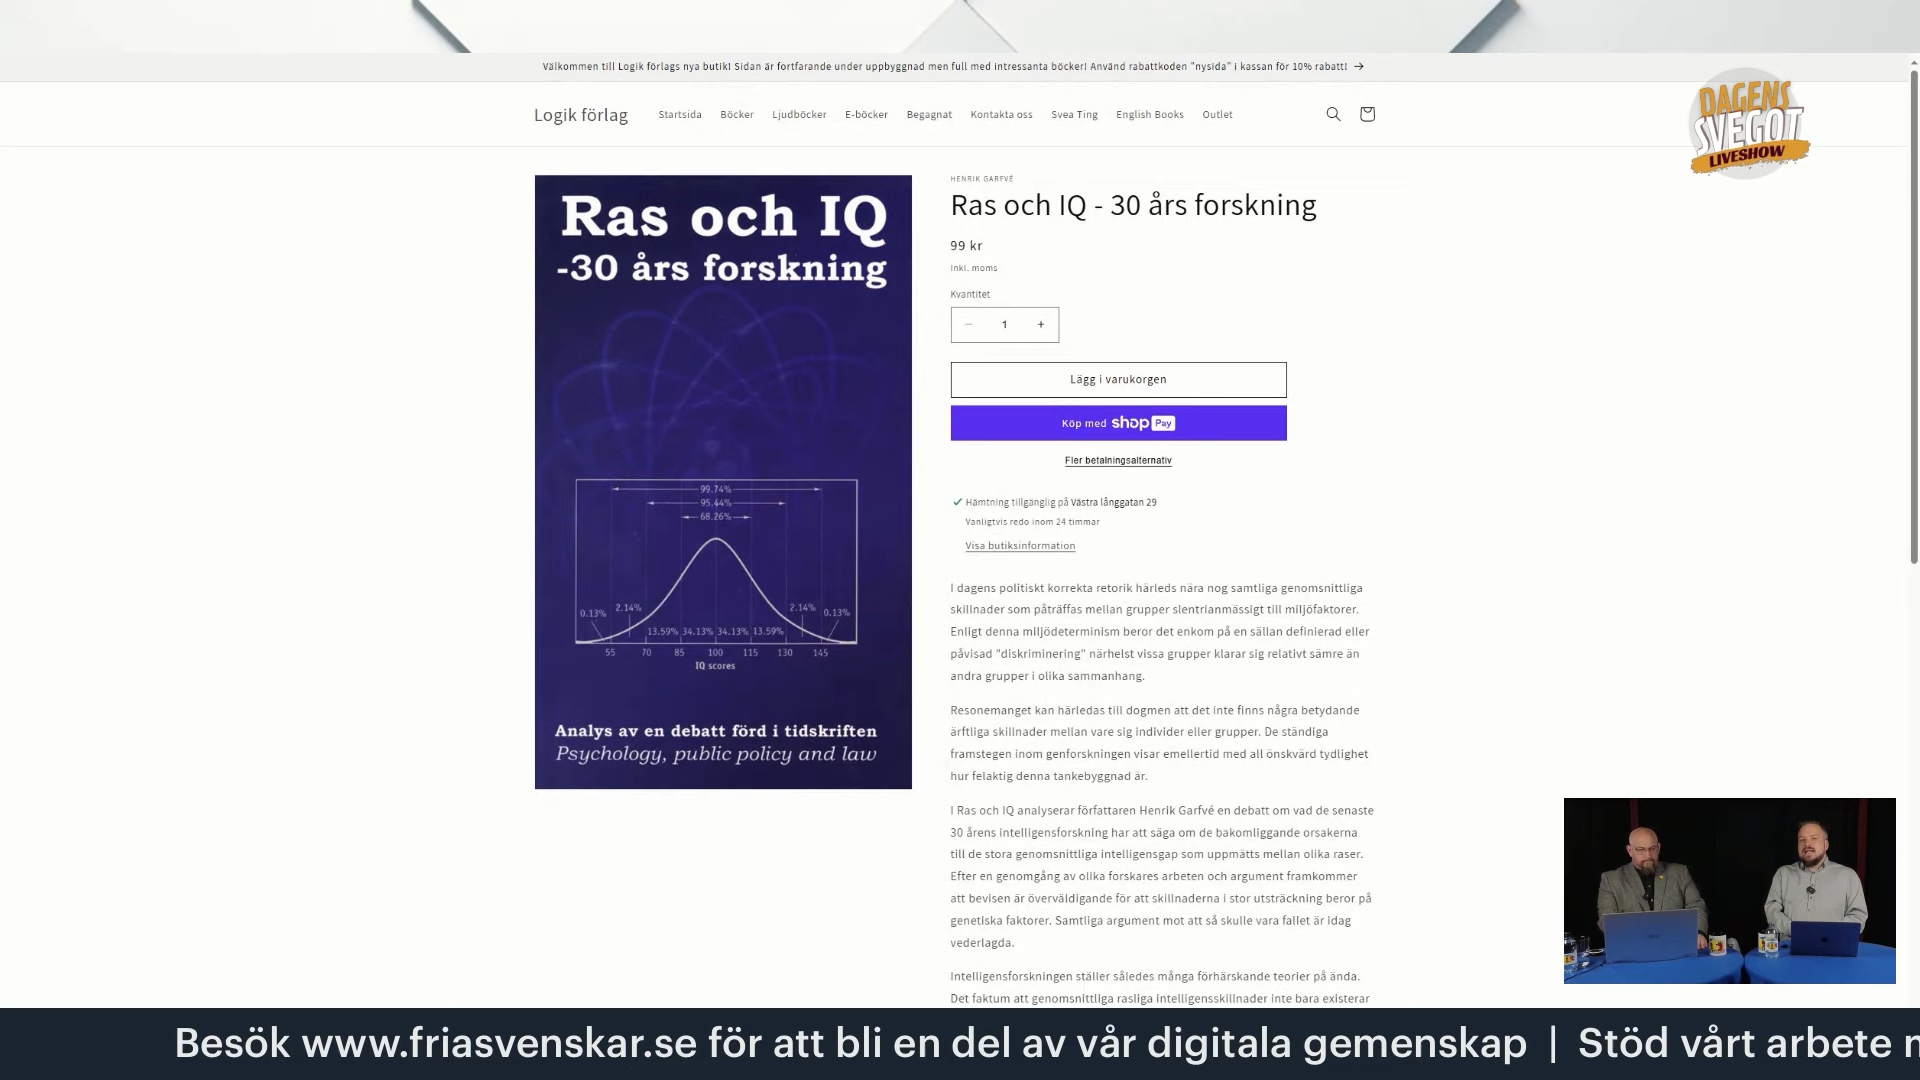 Välkommen till Logik förlags nya butik! Sidan är fortfarande under uppbyggnad men full med intressanta böcker! Använd rabattkoden "nysida" i kassan för 10% rabatt! →
Logik förlag
Startsida Böcker Ljudböcker E-böcker Begagnat Kontakta oss Svea Ting English Books Outlet
DAGENS
SVEGOT
LIVESHOW
Ras och IQ
-30 års forskning
99.74%
95.44%
68.26%
0.13% 2.14% 2.14% 0.13%
13.59% 34.13% 34.13% 13.59%
55 70 85 100 115 130 145
IQ scores
Analys av en debatt förd i tidskriften
Psychology, public policy and law
HENRIK GARFVÉ
Ras och IQ - 30 års forskning
99 kr
Inkl. moms
Kvantitet
− 1 +
Lägg i varukorgen
Köp med shop Pay
Fler betalningsalternativ
Hämtning tillgänglig på Västra långgatan 29
Vanligtvis redo inom 24 timmar
Visa butiksinformation
I dagens politiskt korrekta retorik härleds nära nog samtliga genomsnittliga
skillnader som påträffas mellan grupper slentrianmässigt till miljöfaktorer.
Enligt denna miljödeterminism beror det enkom på en sällan definierad eller
påvisad "diskriminering" närhelst vissa grupper klarar sig relativt sämre än
andra grupper i olika sammanhang.
Resonemanget kan härledas till dogmen att det inte finns några betydande
ärftliga skillnader mellan vare sig individer eller grupper. De ständiga
framstegen inom genforskningen visar emellertid med all önskvärd tydlighet
hur felaktig denna tankebyggnad är.
I Ras och IQ analyserar författaren Henrik Garfvé en debatt om vad de senaste
30 årens intelligensforskning har att säga om de bakomliggande orsakerna
till de stora genomsnittliga intelligensgap som uppmätts mellan olika raser.
Efter en genomgång av olika forskares arbeten och argument framkommer
att bevisen är överväldigande för att skillnaderna i stor utsträckning beror på
genetiska faktorer. Samtliga argument mot att så skulle vara fallet är idag
vederlagda.
Intelligensforskningen ställer således många förhärskande teorier på ända.
Det faktum att genomsnittliga rasliga intelligensskillnader inte bara existerar
Besök www.friasvenskar.se för att bli en del av vår digitala gemenskap | Stöd vårt arbete